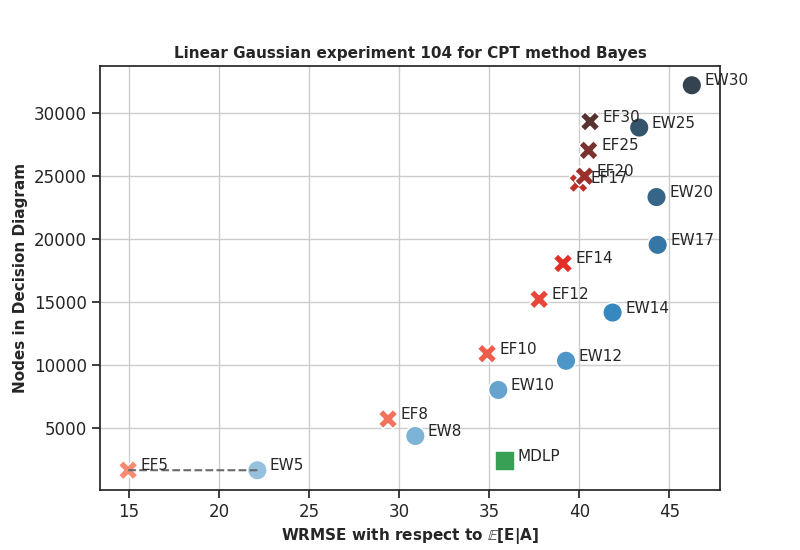 Linear Gaussian experiment 104 for CPT method Bayes
Nodes in Decision Diagram
30000
25000
20000
15000
10000
5000
EW30
EF30
EW25
EF25
EF20
EF17
EW20
EW17
EF14
EF12
EW14
EF10
EW12
EW10
EF8
EW8
MDLP
EF5
EW5
15
20
25
30
35
40
45
WRMSE with respect to 𝔼[E|A]